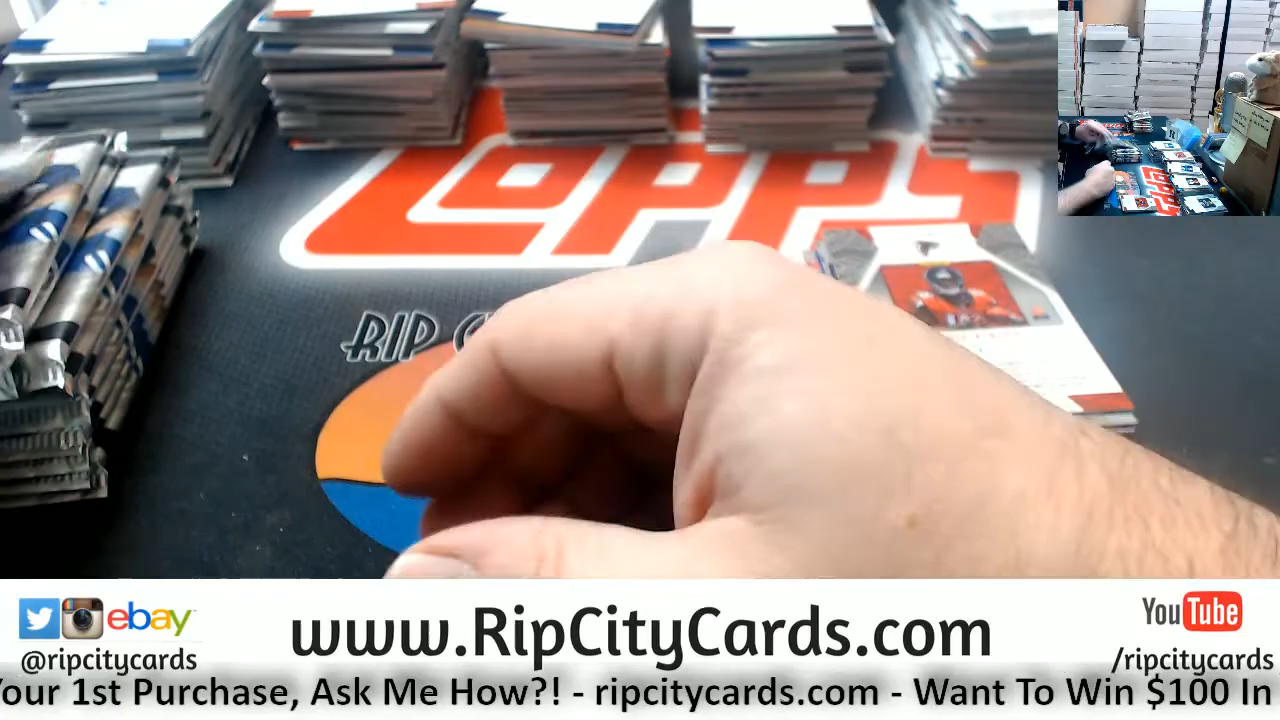 TOPPS
RIP
www.RipCityCards.com
ebay
@ripcitycards
YouTube
/ripcitycards
Your 1st Purchase, Ask Me How?! - ripcitycards.com - Want To Win $100 In